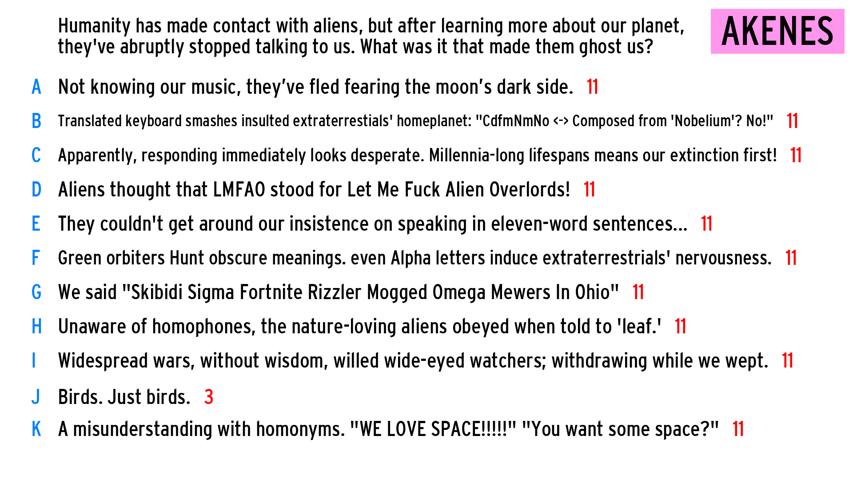 Humanity has made contact with aliens, but after learning more about our planet,
they've abruptly stopped talking to us. What was it that made them ghost us?
AKENES
A Not knowing our music, they've fled fearing the moon's dark side. 11
B Translated keyboard smashes insulted extraterrestials' homeplanet: "CdfmNmNo <-> Composed from 'Nobelium'? No!" 11
C Apparently, responding immediately looks desperate. Millennia-long lifespans means our extinction first! 11
D Aliens thought that LMFAO stood for Let Me Fuck Alien Overlords! 11
E They couldn't get around our insistence on speaking in eleven-word sentences... 11
F Green orbiters Hunt obscure meanings. even Alpha letters induce extraterrestrials' nervousness. 11
G We said "Skibidi Sigma Fortnite Rizzler Mogged Omega Mewers In Ohio" 11
H Unaware of homophones, the nature-loving aliens obeyed when told to 'leaf.' 11
I Widespread wars, without wisdom, willed wide-eyed watchers; withdrawing while we wept. 11
J Birds. Just birds. 3
K A misunderstanding with homonyms. "WE LOVE SPACE!!!!!" "You want some space?" 11